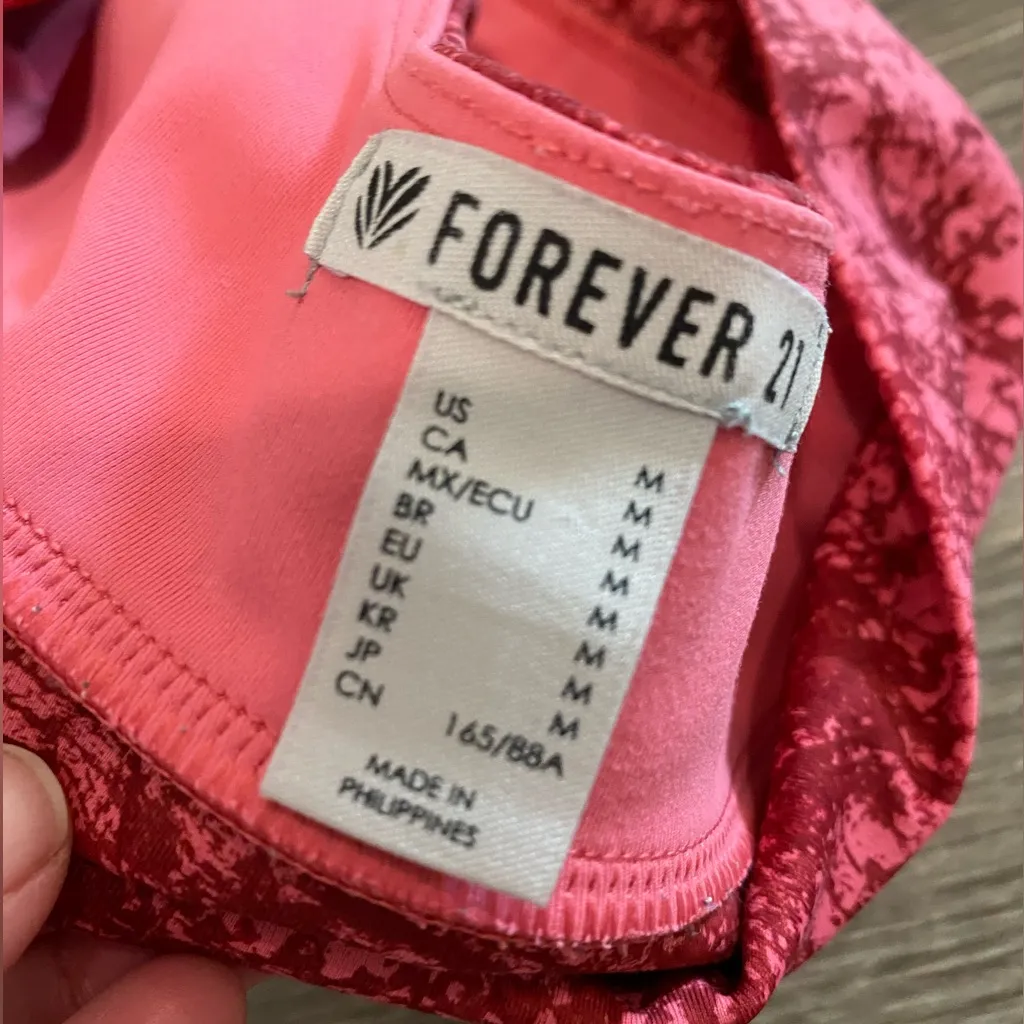 FOREVER 21
US M
CA M
MX/ECU M
BR M
EU M
UK M
KR M
JP M
CN 165/88A
MADE IN
PHILIPPINES